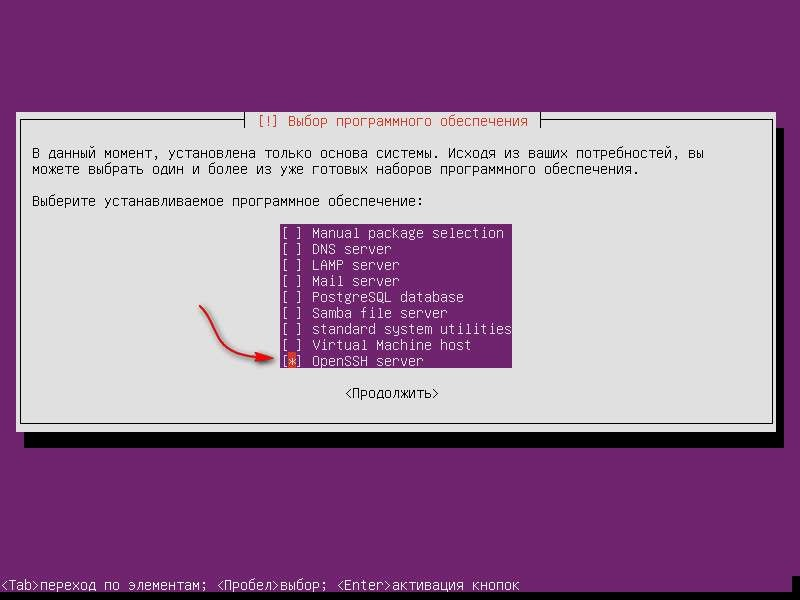 [!] Выбор программного обеспечения
В данный момент, установлена только основа системы. Исходя из ваших потребностей, вы
можете выбрать один и более из уже готовых наборов программного обеспечения.
Выберите устанавливаемое программное обеспечение:
[ ] Manual package selection
[ ] DNS server
[ ] LAMP server
[ ] Mail server
[ ] PostgreSQL database
[ ] Samba file server
[ ] standard system utilities
[ ] Virtual Machine host
[*] OpenSSH server
<Продолжить>
<Tab>переход по элементам; <Пробел>выбор; <Enter>активация кнопок